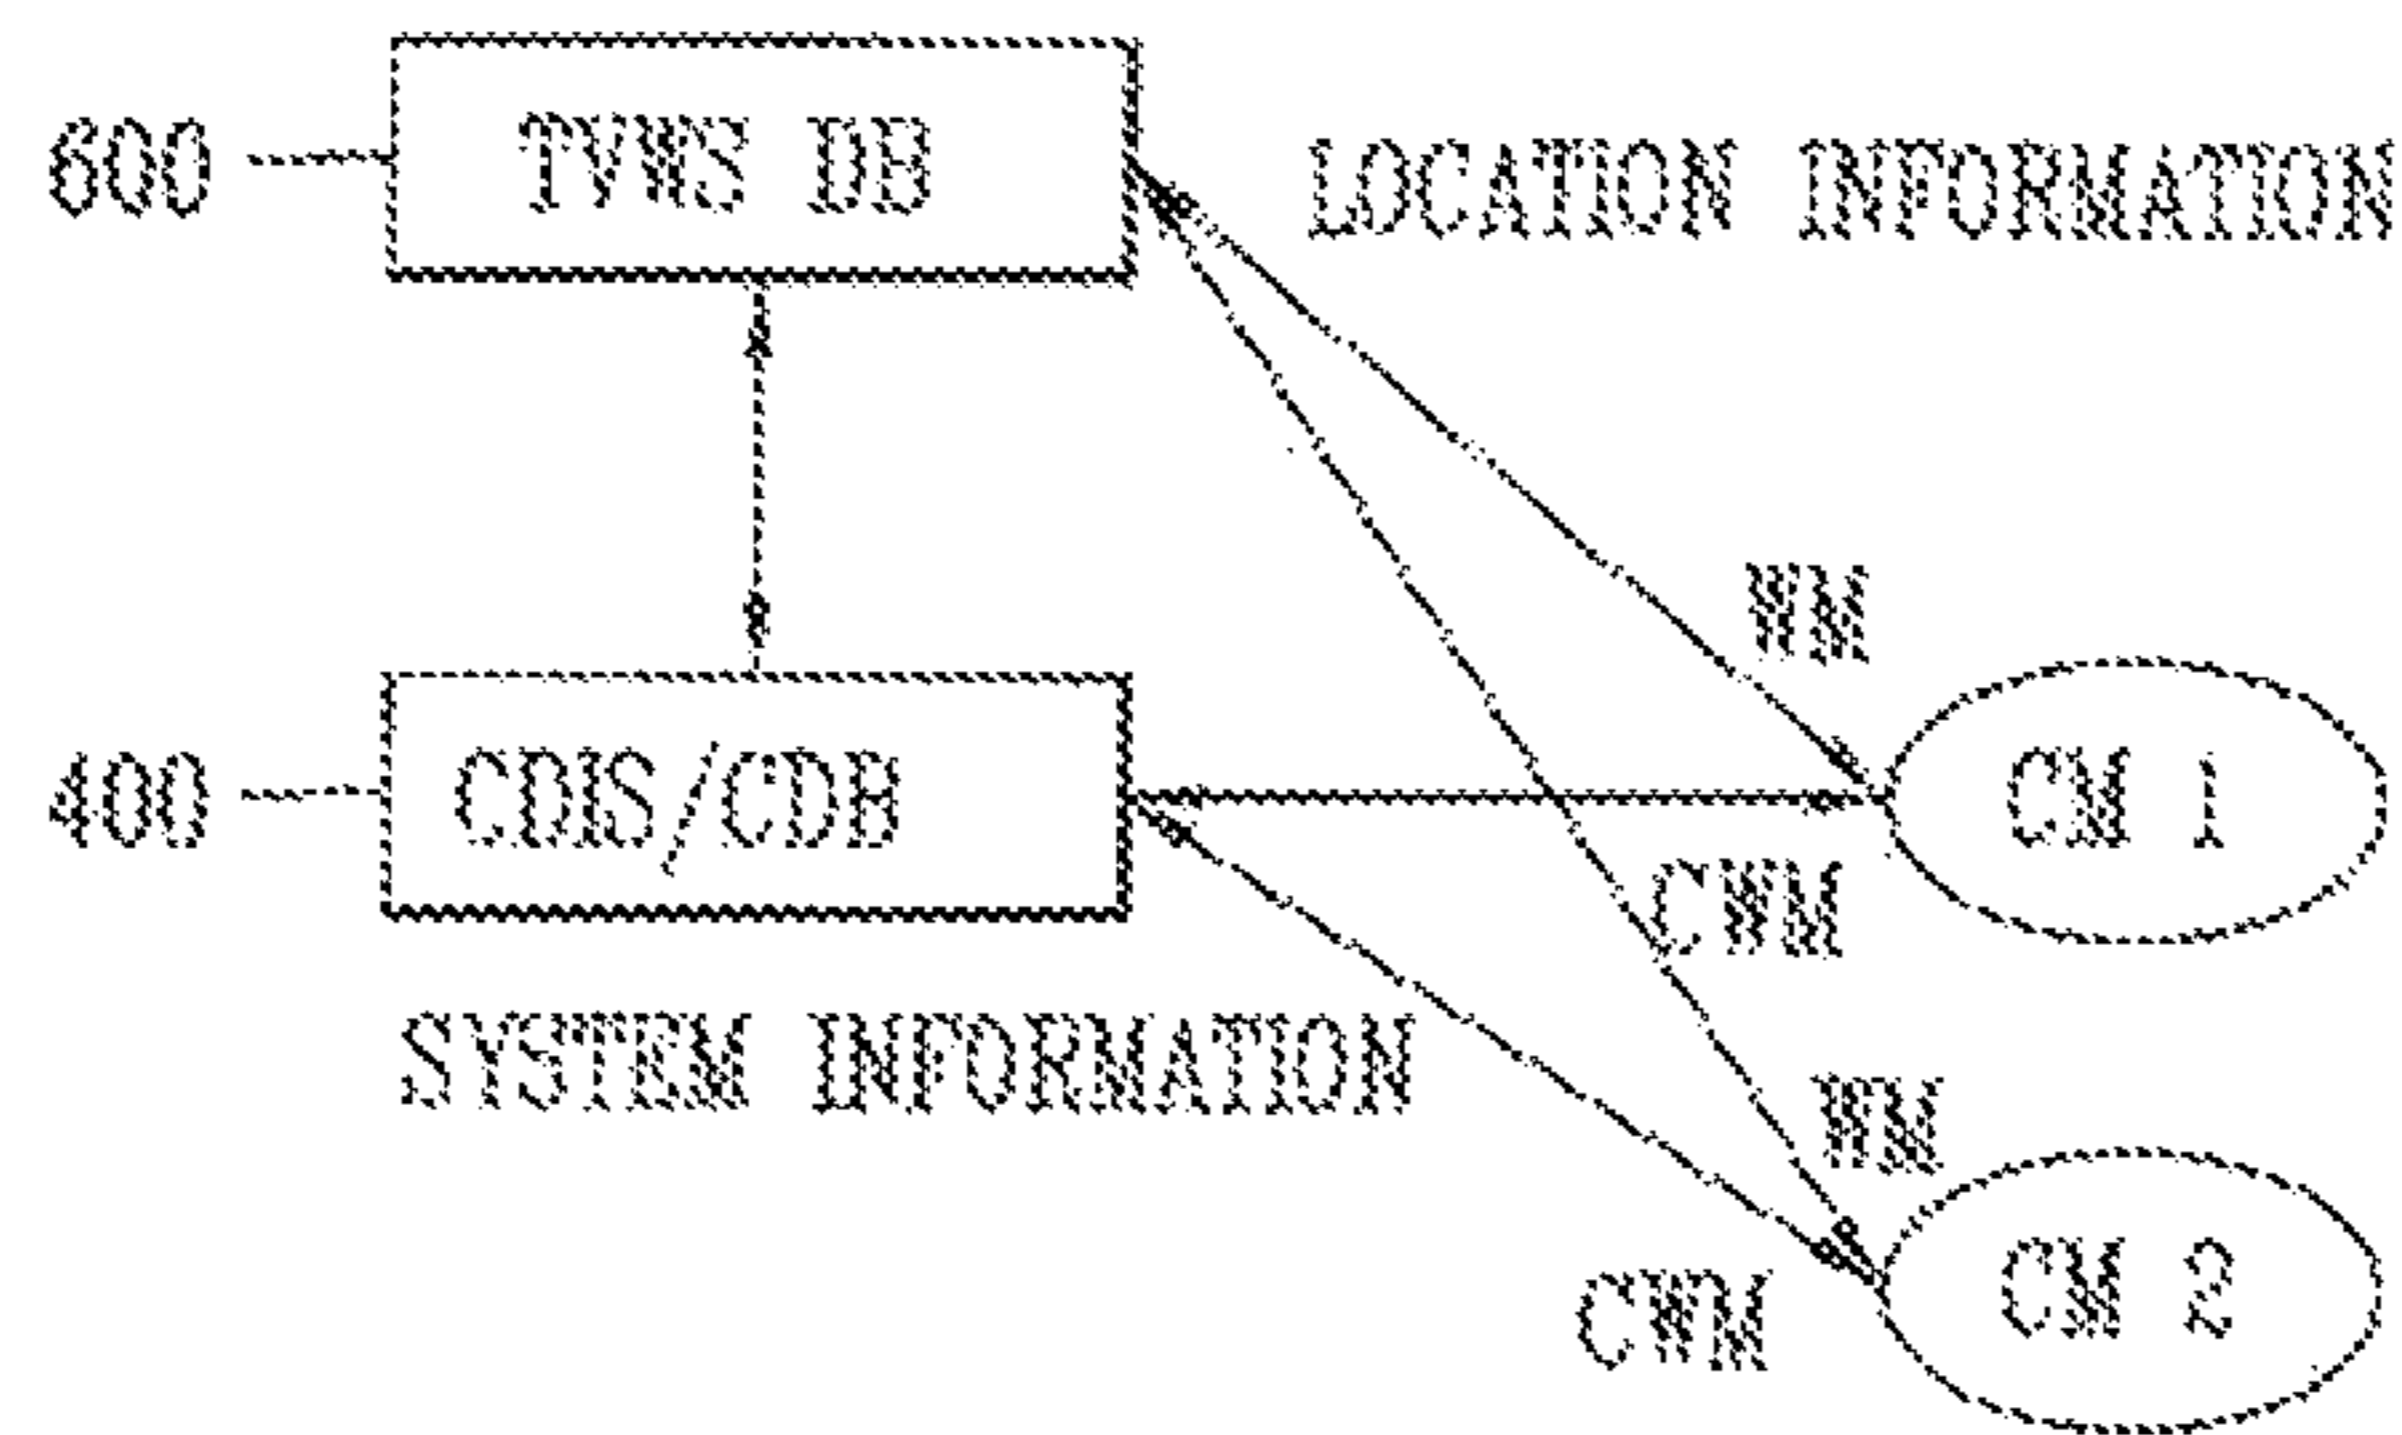 600 TVWS DB LOCATION INFORMATION
WM
400 CDIS/CDB CM 1
CWM
SYSTEM INFORMATION
WM
CM 2
CWM